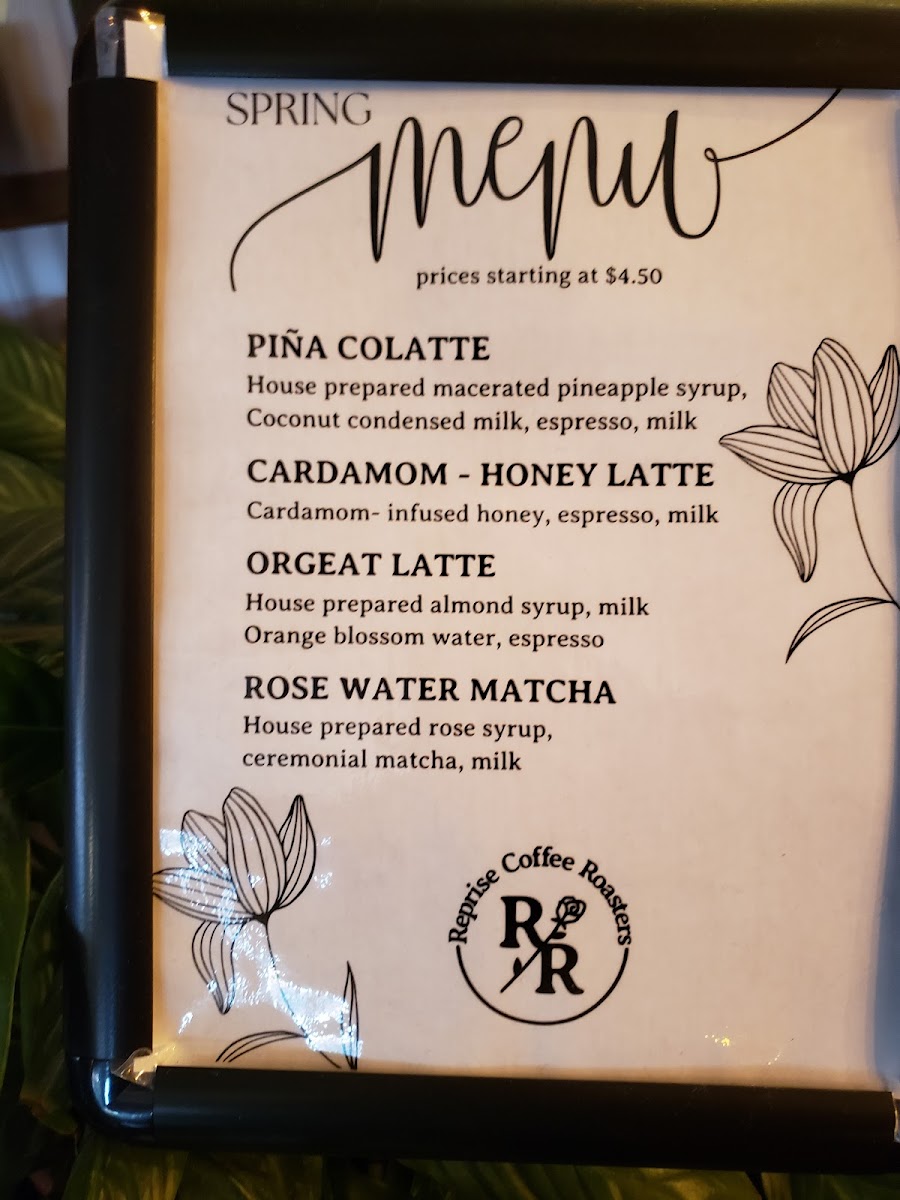 SPRING
menu
prices starting at $4.50
PIÑA COLATTE
House prepared macerated pineapple syrup,
Coconut condensed milk, espresso, milk
CARDAMOM - HONEY LATTE
Cardamom- infused honey, espresso, milk
ORGEAT LATTE
House prepared almond syrup, milk
Orange blossom water, espresso
ROSE WATER MATCHA
House prepared rose syrup,
ceremonial matcha, milk
Reprise Coffee Roasters
R R